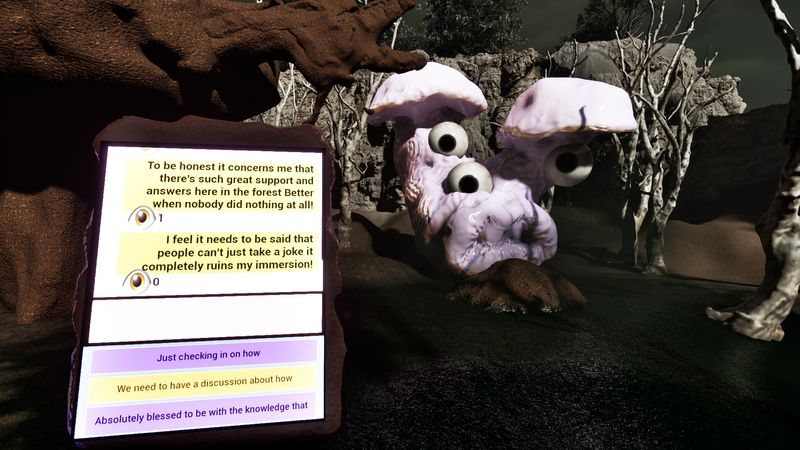 To be honest it concerns me that
there's such great support and
answers here in the forest Better
when nobody did nothing at all!
1
I feel it needs to be said that
people can't just take a joke it
completely ruins my immersion!
0
Just checking in on how
We need to have a discussion about how
Absolutely blessed to be with the knowledge that